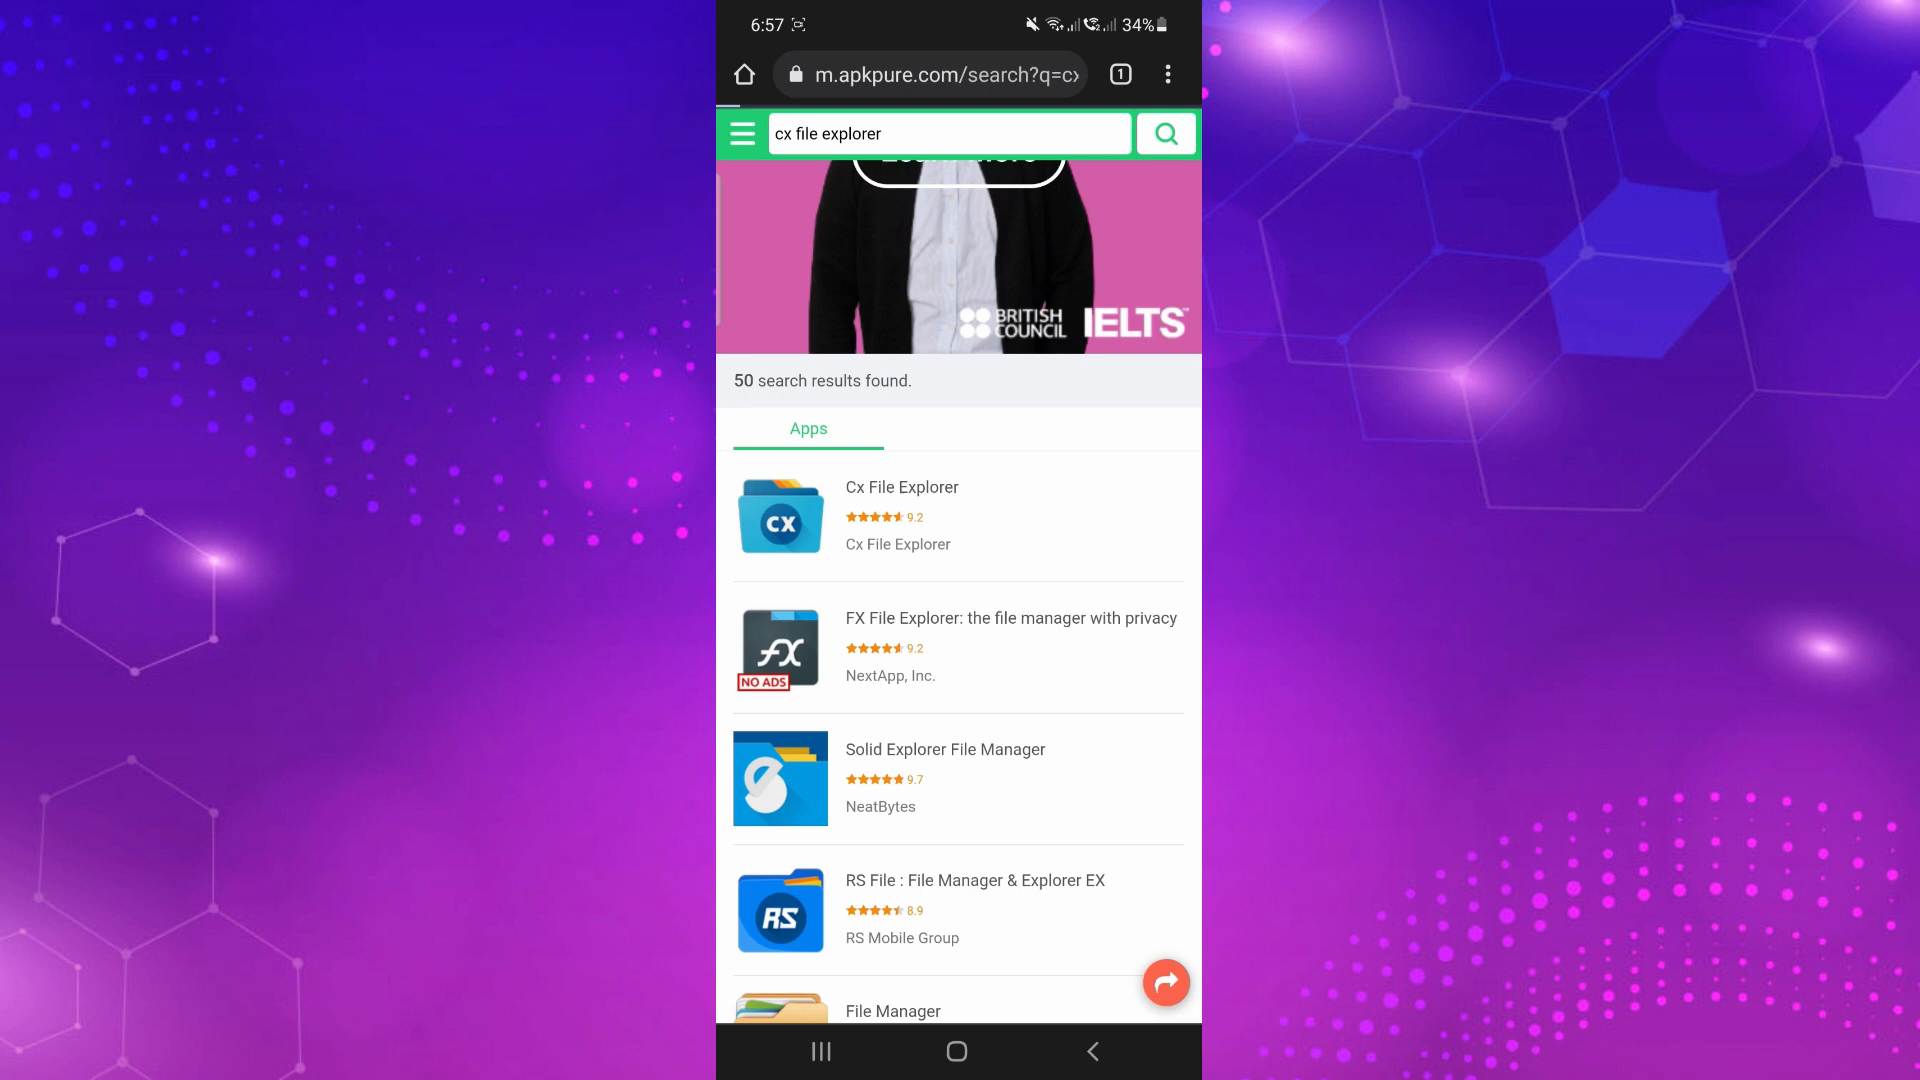 6:57
34%
m.apkpure.com/search?q=cx
1
cx file explorer
BRITISH
COUNCIL
IELTS
50 search results found.
Apps
CX
Cx File Explorer
9.2
Cx File Explorer
FX
NO ADS
FX File Explorer: the file manager with privacy
9.2
NextApp, Inc.
Solid Explorer File Manager
9.7
NeatBytes
RS
RS File : File Manager & Explorer EX
8.9
RS Mobile Group
File Manager